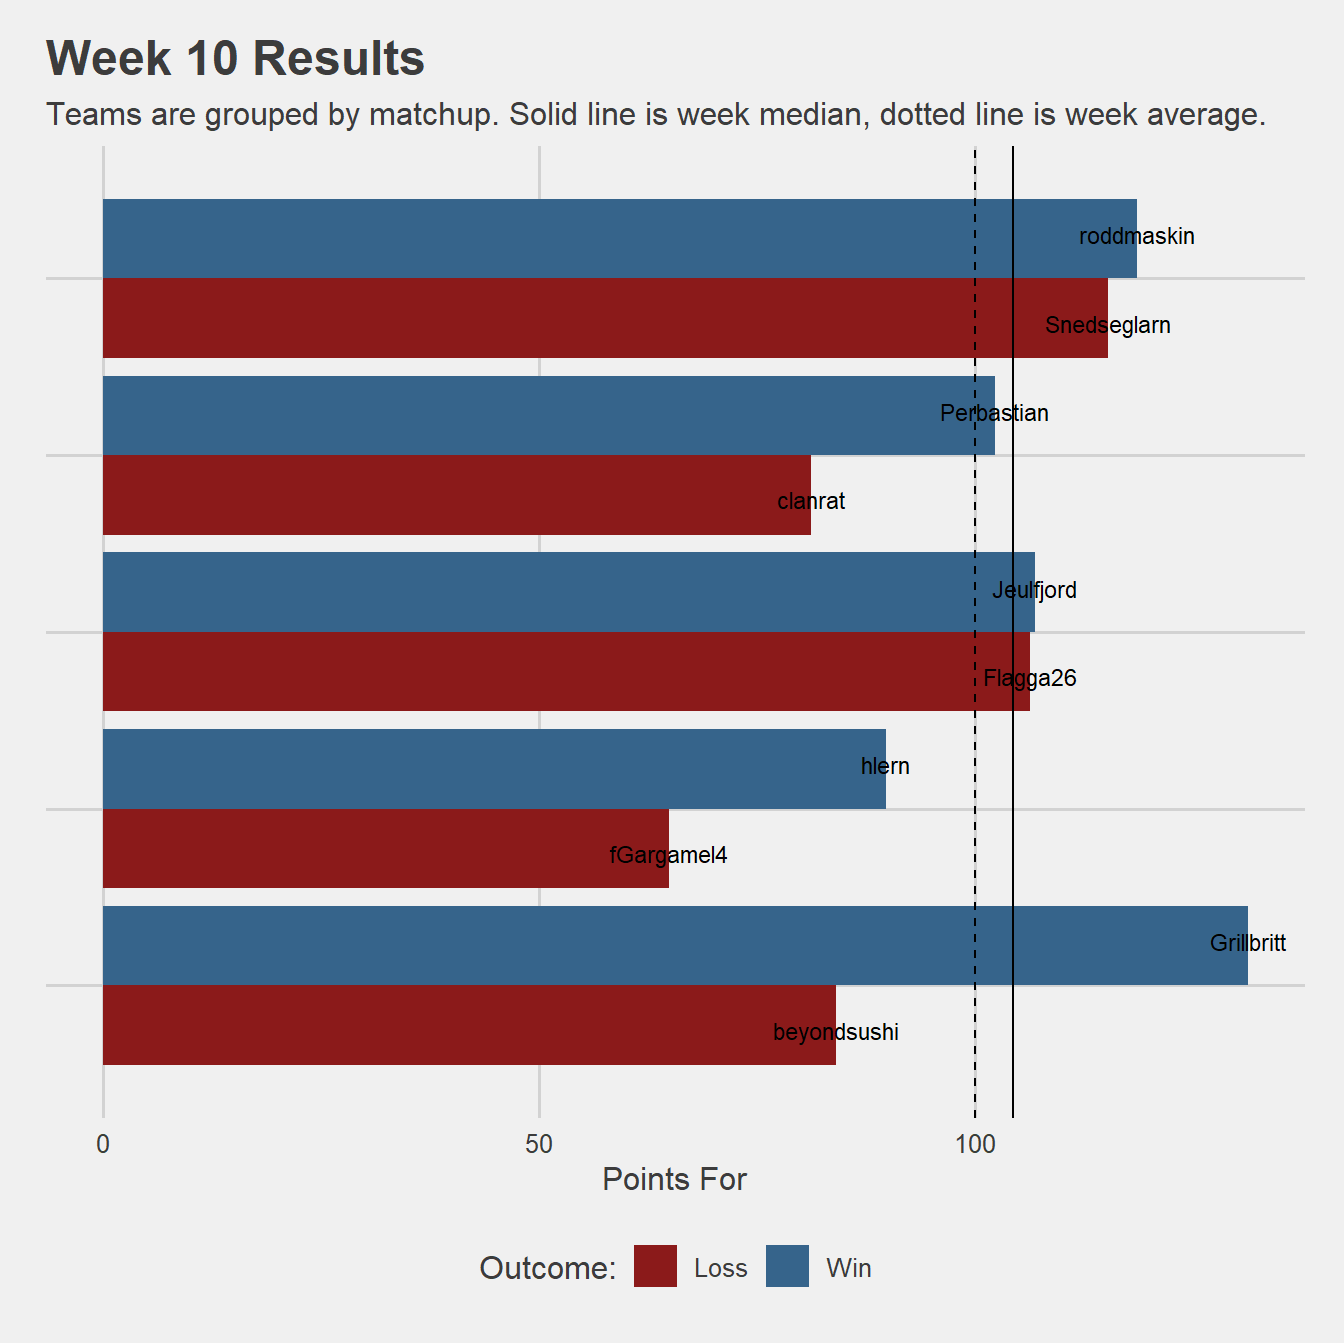 Week 10 Results
Teams are grouped by matchup. Solid line is week median, dotted line is week average.
roddmaskin
Snedseglarn
Perbastian
clanrat
Jeulfjord
Flagga26
hlern
fGargamel4
Grillbritt
beyondsushi
0 50 100
Points For
Outcome: Loss Win